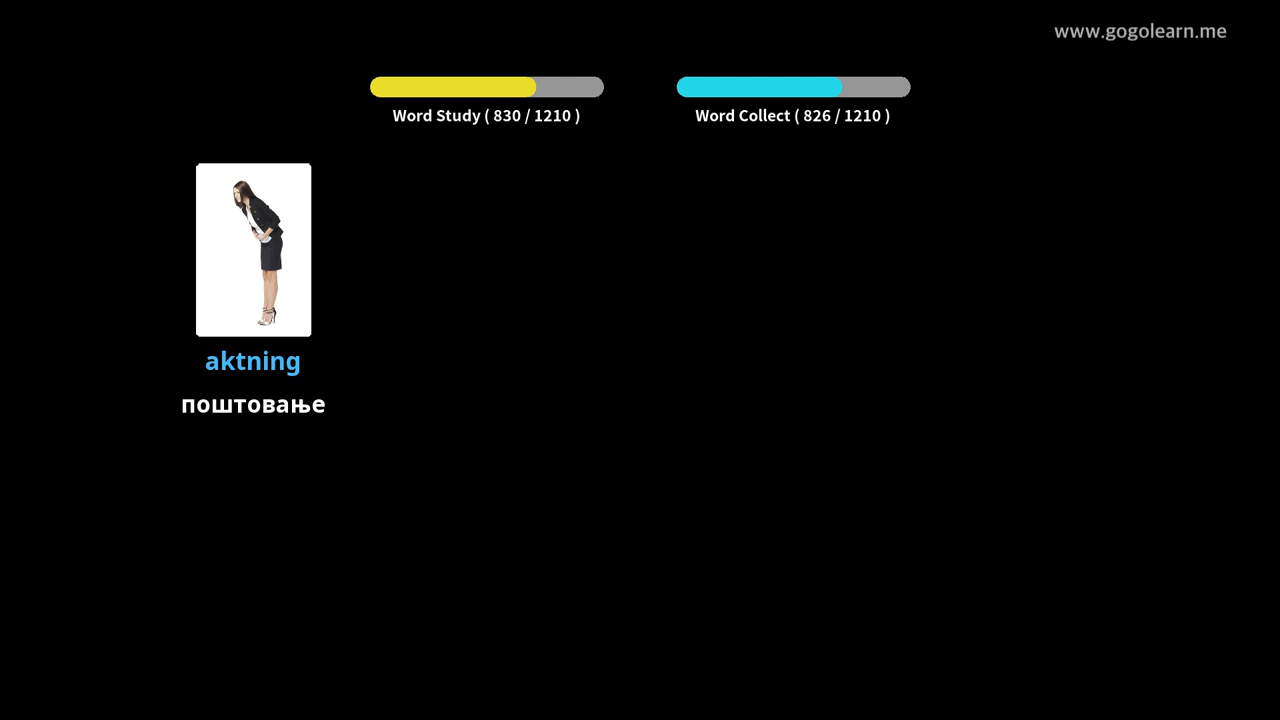 www.gogolearn.me
Word Study ( 830 / 1210 )
Word Collect ( 826 / 1210 )
aktning
поштовање